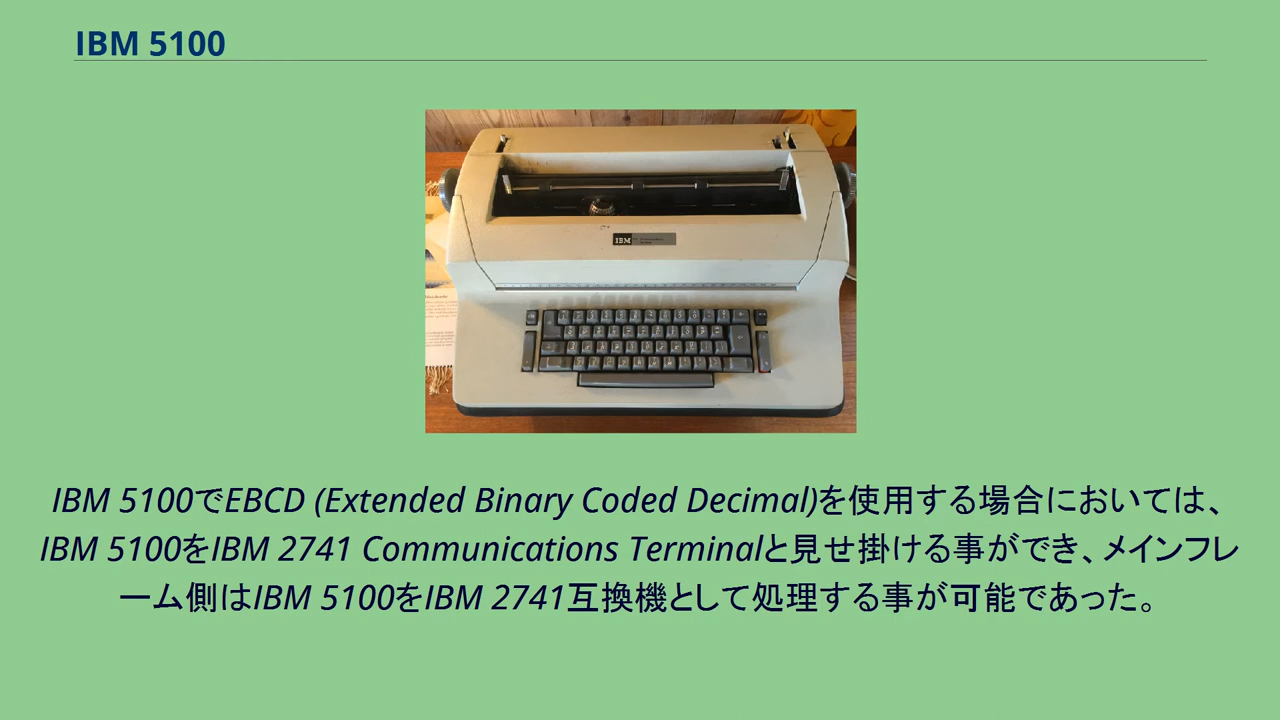 IBM 5100
IBM
IBM 5100でEBCD (Extended Binary Coded Decimal)を使用する場合においては、
IBM 5100をIBM 2741 Communications Terminalと見せ掛ける事ができ、メインフレ
ーム側はIBM 5100をIBM 2741互換機として処理する事が可能であった。